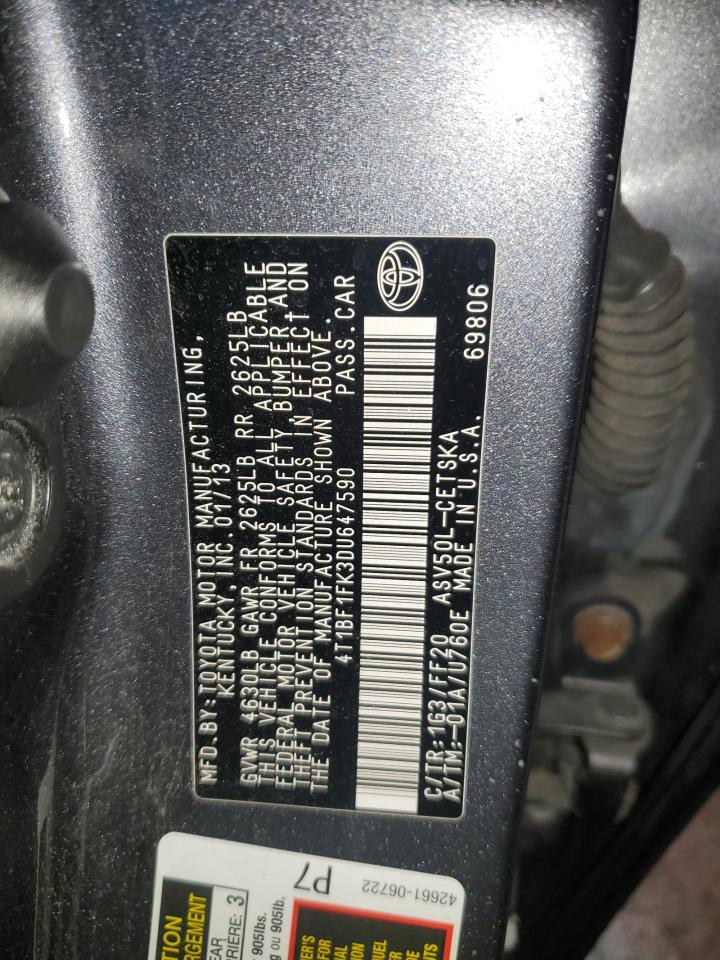 MFD.BY:TOYOTA MOTOR MANUFACTURING,
KENTUCKY, INC. 01/13
GVWR 4630LB GAWR FR 2625LB RR 2625LB
THIS VEHICLE CONFORMS TO ALL APPLICABLE
FEDERAL MOTOR VEHICLE SAFETY, BUMPER, AND
THEFT PREVENTION STANDARDS IN EFFECT ON
THE DATE OF MANUFACTURE SHOWN ABOVE.
4T1BF1FK3DU647590 PASS.CAR
C/TR:1G3/FF20 ASV50L-CETSKA
A/TM:-01A/U760E MADE IN U.S.A. 69806
P7
42661-06722
905lbs.
ou 905lb.